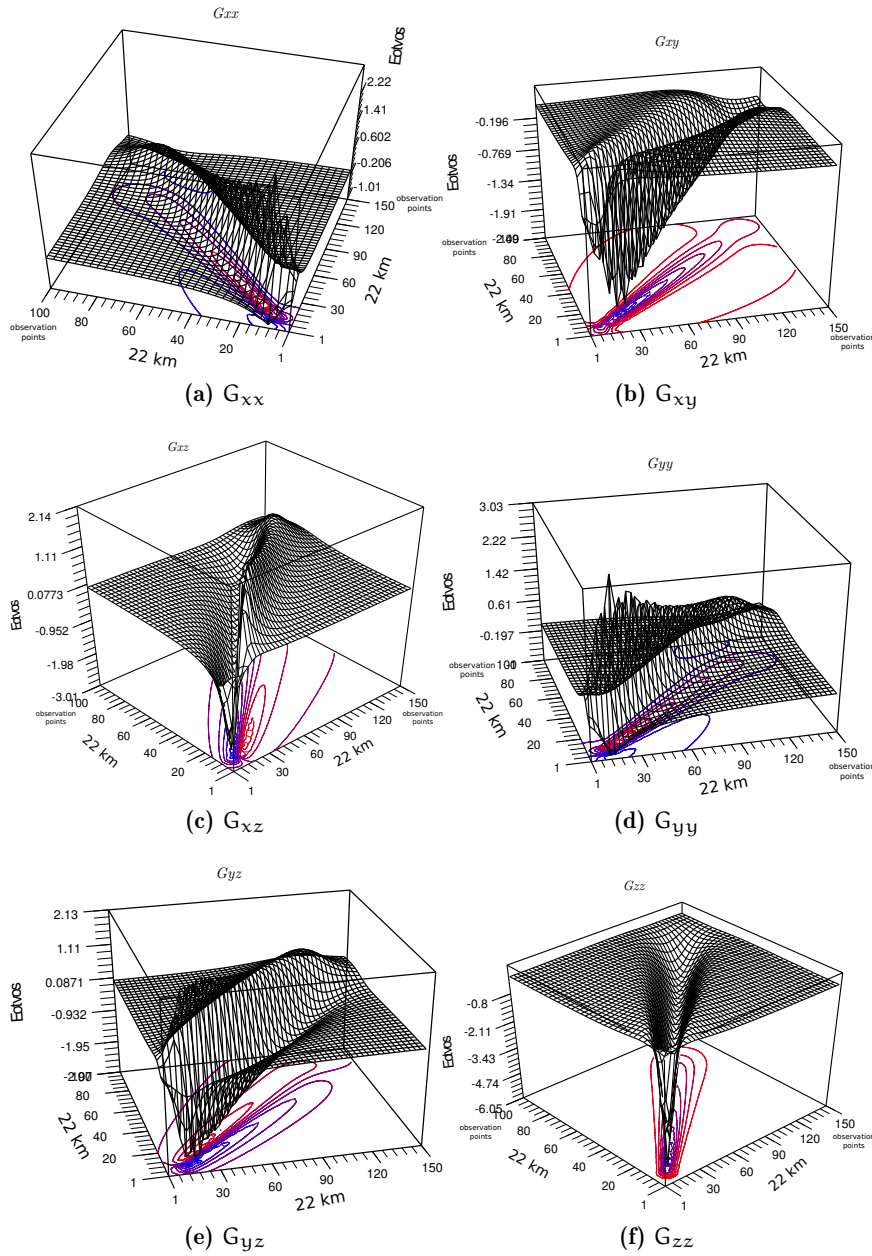 Gxx
Eotvos
2.22
1.41
0.602
-0.206
-1.01
150
observation
points
120
90
60
30
1
22 km
100
80
60
40
20
1
observation
points
22 km
(a) Gxx
Gxy
Eotvos
-0.196
-0.769
-1.34
-1.91
observation
points
80
60
40
20
1
22 km
1
30
60
90
120
150
observation
points
22 km
(b) Gxy
Gxz
Eotvos
2.14
1.11
0.0773
-0.952
-1.98
-3.01
100
observation
points
80
60
40
20
1
22 km
1
30
60
90
120
150
observation
points
22 km
(c) Gxz
Gyy
Eotvos
3.03
2.22
1.42
0.61
-0.197
observation
points
80
60
40
20
1
22 km
1
30
60
90
120
150
observation
points
22 km
(d) Gyy
Gyz
Eotvos
2.13
1.11
0.0871
-0.932
-1.95
80
60
40
20
1
22 km
1
30
60
90
120
150
22 km
(e) Gyz
Gzz
Eotvos
-0.8
-2.11
-3.43
-4.74
-6.05
100
observation
points
80
60
40
20
1
22 km
1
30
60
90
120
150
observation
points
22 km
(f) Gzz